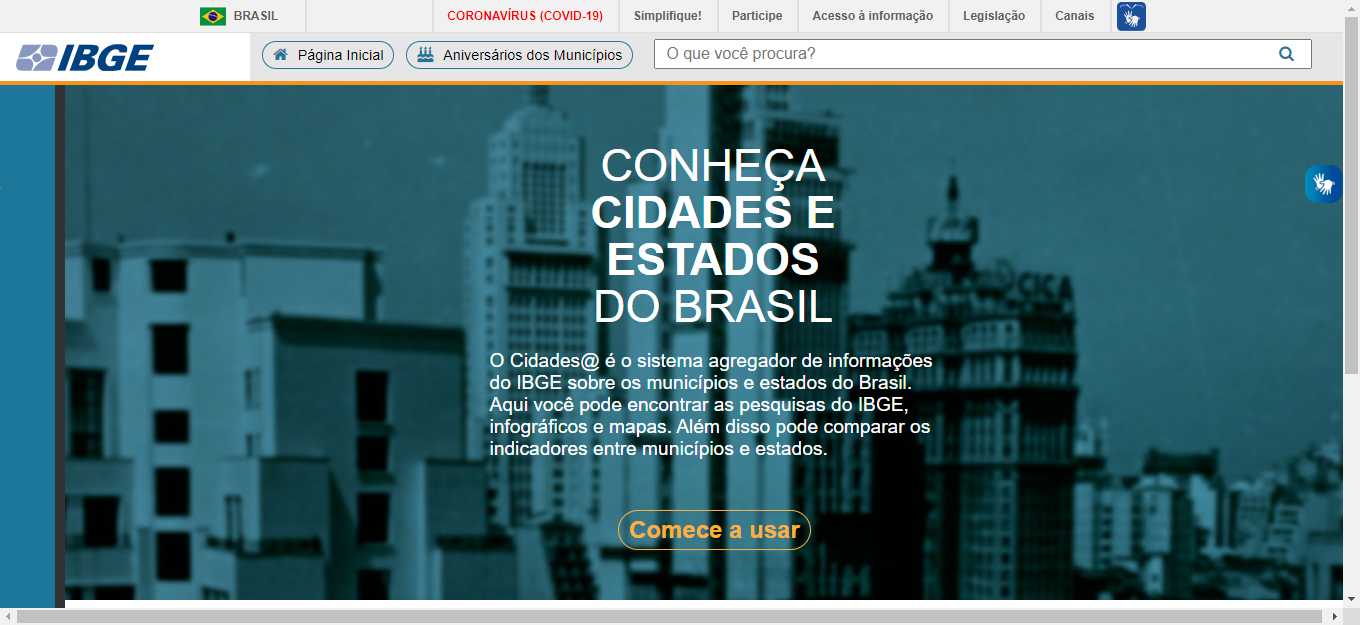 BRASIL
CORONAVÍRUS (COVID-19)
Simplifique!
Participe
Acesso à informação
Legislação
Canais
IBGE
Página Inicial
Aniversários dos Municípios
O que você procura?
CONHEÇA
CIDADES E
ESTADOS
DO BRASIL
CICA
O Cidades@ é o sistema agregador de informações
do IBGE sobre os municípios e estados do Brasil.
Aqui você pode encontrar as pesquisas do IBGE,
infográficos e mapas. Além disso pode comparar os
indicadores entre municípios e estados.
Comece a usar